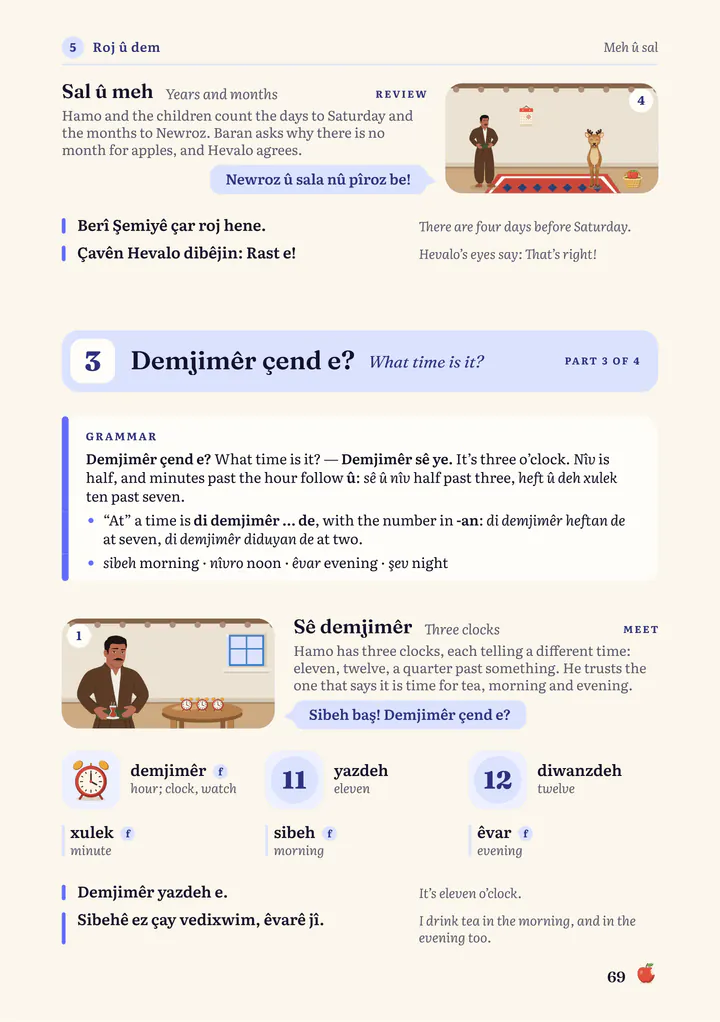 5 Roj û dem
Meh û sal
Sal û meh Years and months REVIEW
Hamo and the children count the days to Saturday and
the months to Newroz. Baran asks why there is no
month for apples, and Hevalo agrees.
Newroz û sala nû pîroz be!
4
Berî Şemiyê çar roj hene. There are four days before Saturday.
Çavên Hevalo dibêjin: Rast e! Hevalo’s eyes say: That’s right!
3 Demjimêr çend e? What time is it? PART 3 OF 4
GRAMMAR
Demjimêr çend e? What time is it? — Demjimêr sê ye. It’s three o’clock. Nîv is
half, and minutes past the hour follow û: sê û nîv half past three, heft û deh xulek
ten past seven.
• “At” a time is di demjimêr … de, with the number in -an: di demjimêr heftan de
at seven, di demjimêr diduyan de at two.
• sibeh morning · nîvro noon · êvar evening · şev night
1
Sê demjimêr Three clocks MEET
Hamo has three clocks, each telling a different time:
eleven, twelve, a quarter past something. He trusts the
one that says it is time for tea, morning and evening.
Sibeh baş! Demjimêr çend e?
demjimêr f
hour; clock, watch
11 yazdeh
eleven
12 diwanzdeh
twelve
xulek f
minute
sibeh f
morning
êvar f
evening
Demjimêr yazdeh e. It’s eleven o’clock.
Sibehê ez çay vedixwim, êvarê jî. I drink tea in the morning, and in the
evening too.
69